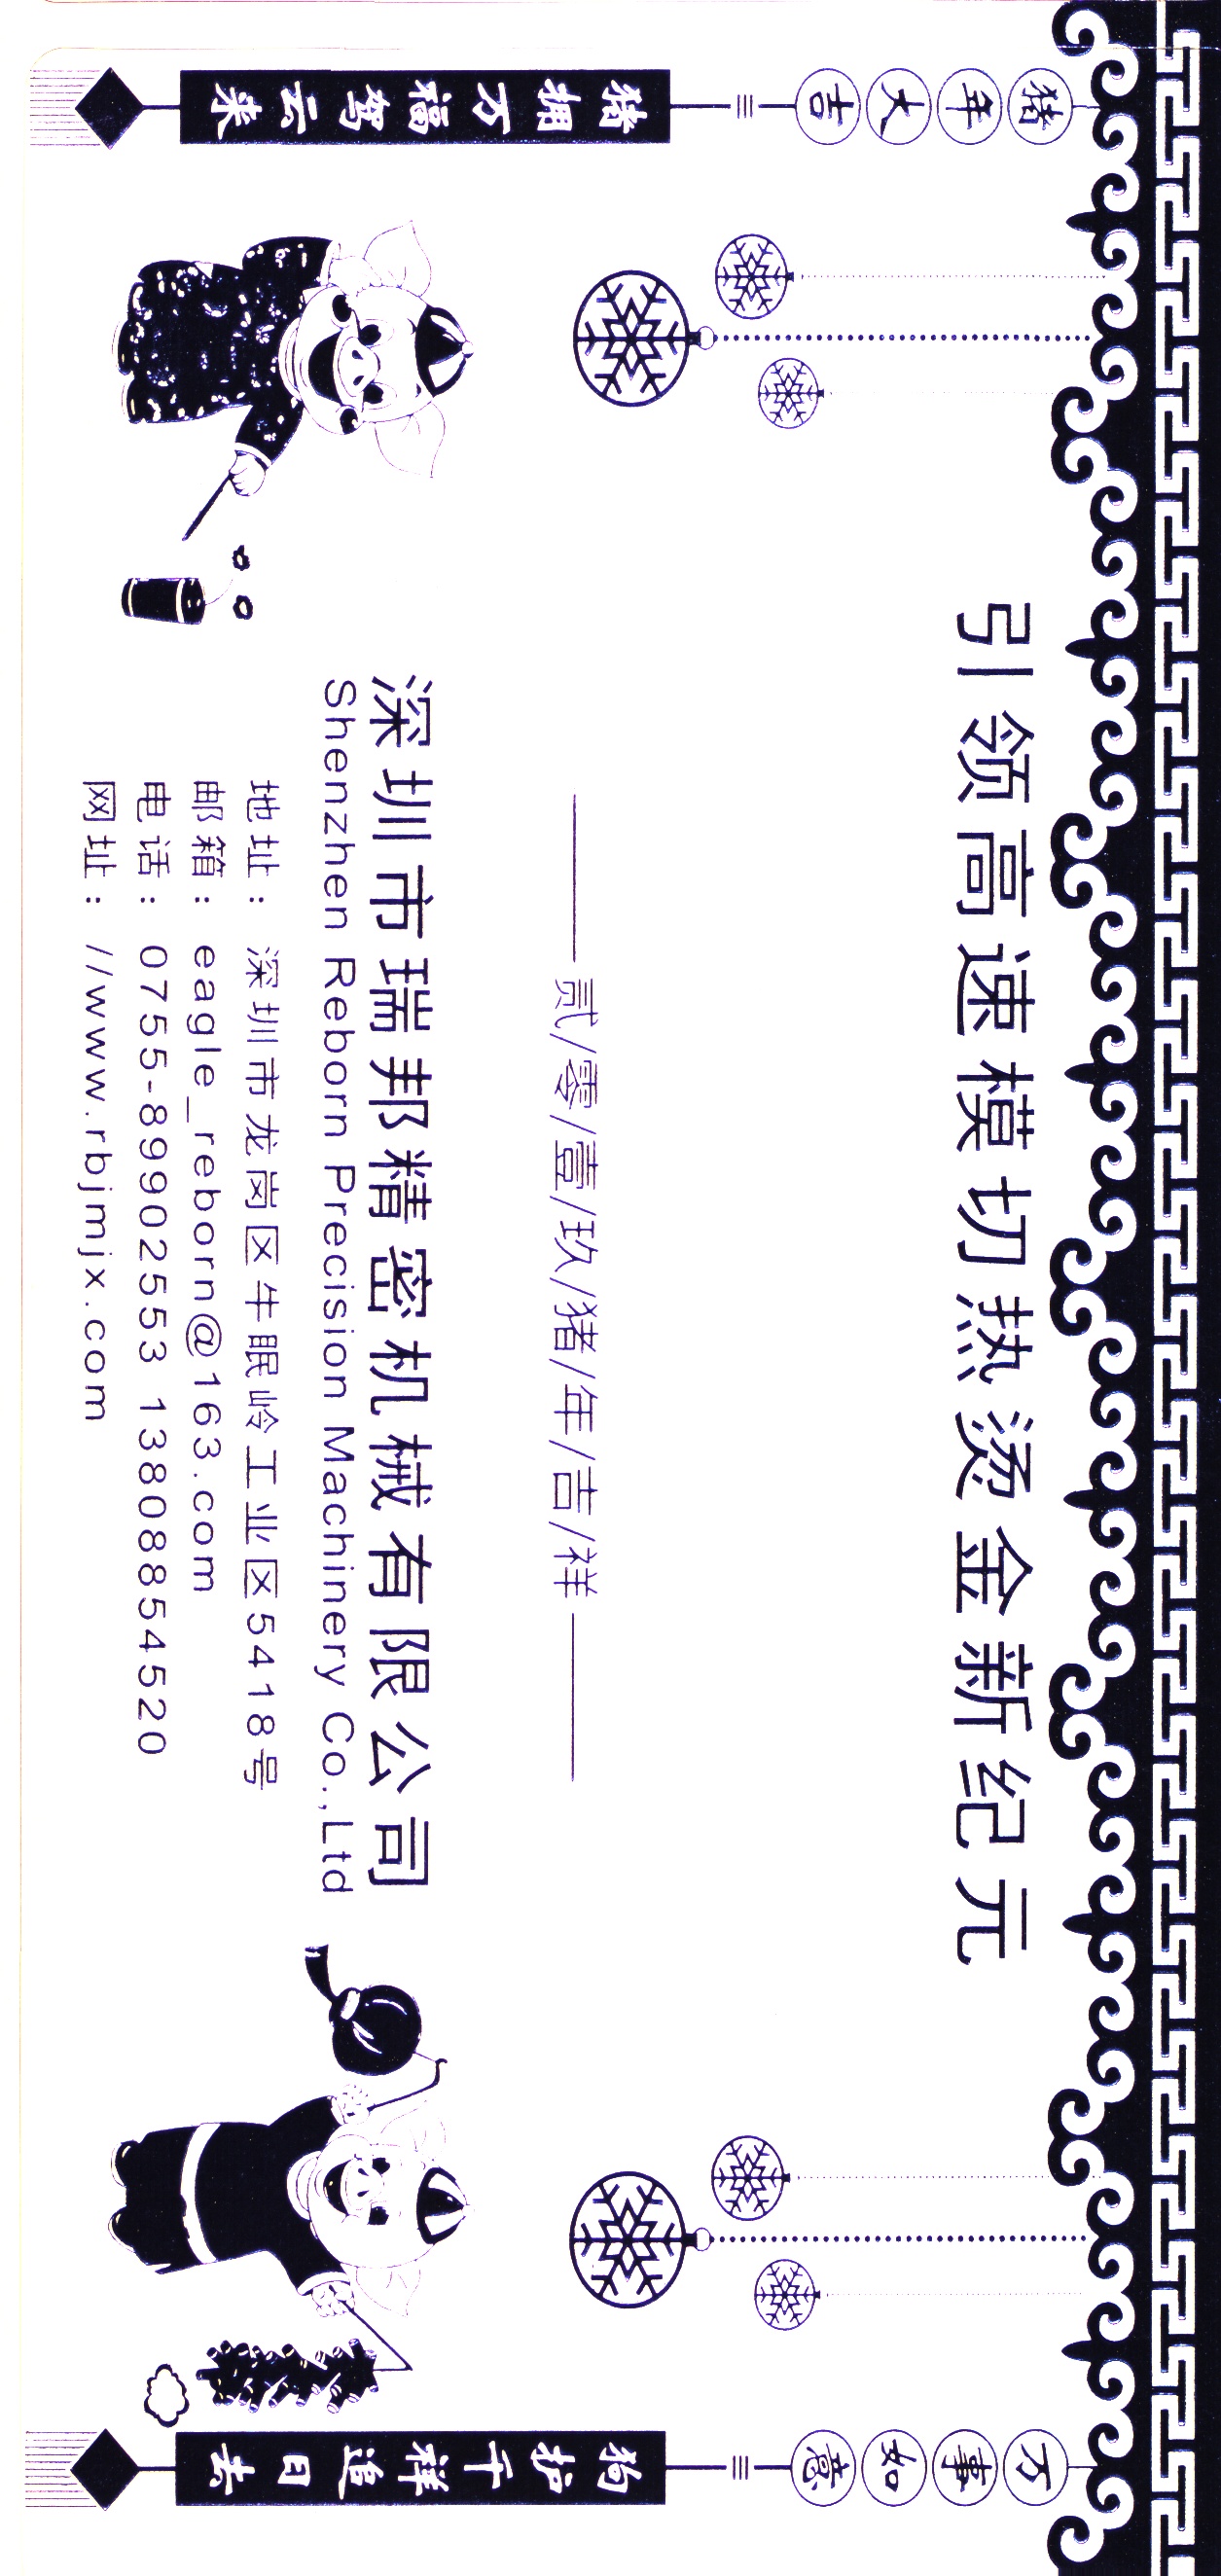 猪年大吉
猪拥万福驾云来
引领高速模切热烫金新纪元
贰/零/壹/玖/猪/年/吉/祥
深圳市瑞邦精密机械有限公司
Shenzhen Reborn Precision Machinery Co.,Ltd
地址：深圳市龙岗区牛眠岭工业区5418号
邮箱：eagle_reborn@163.com
电话：0755-89902553 13808854520
网址：//www.rbjmjx.com
万事如意
狗护千祥追日去